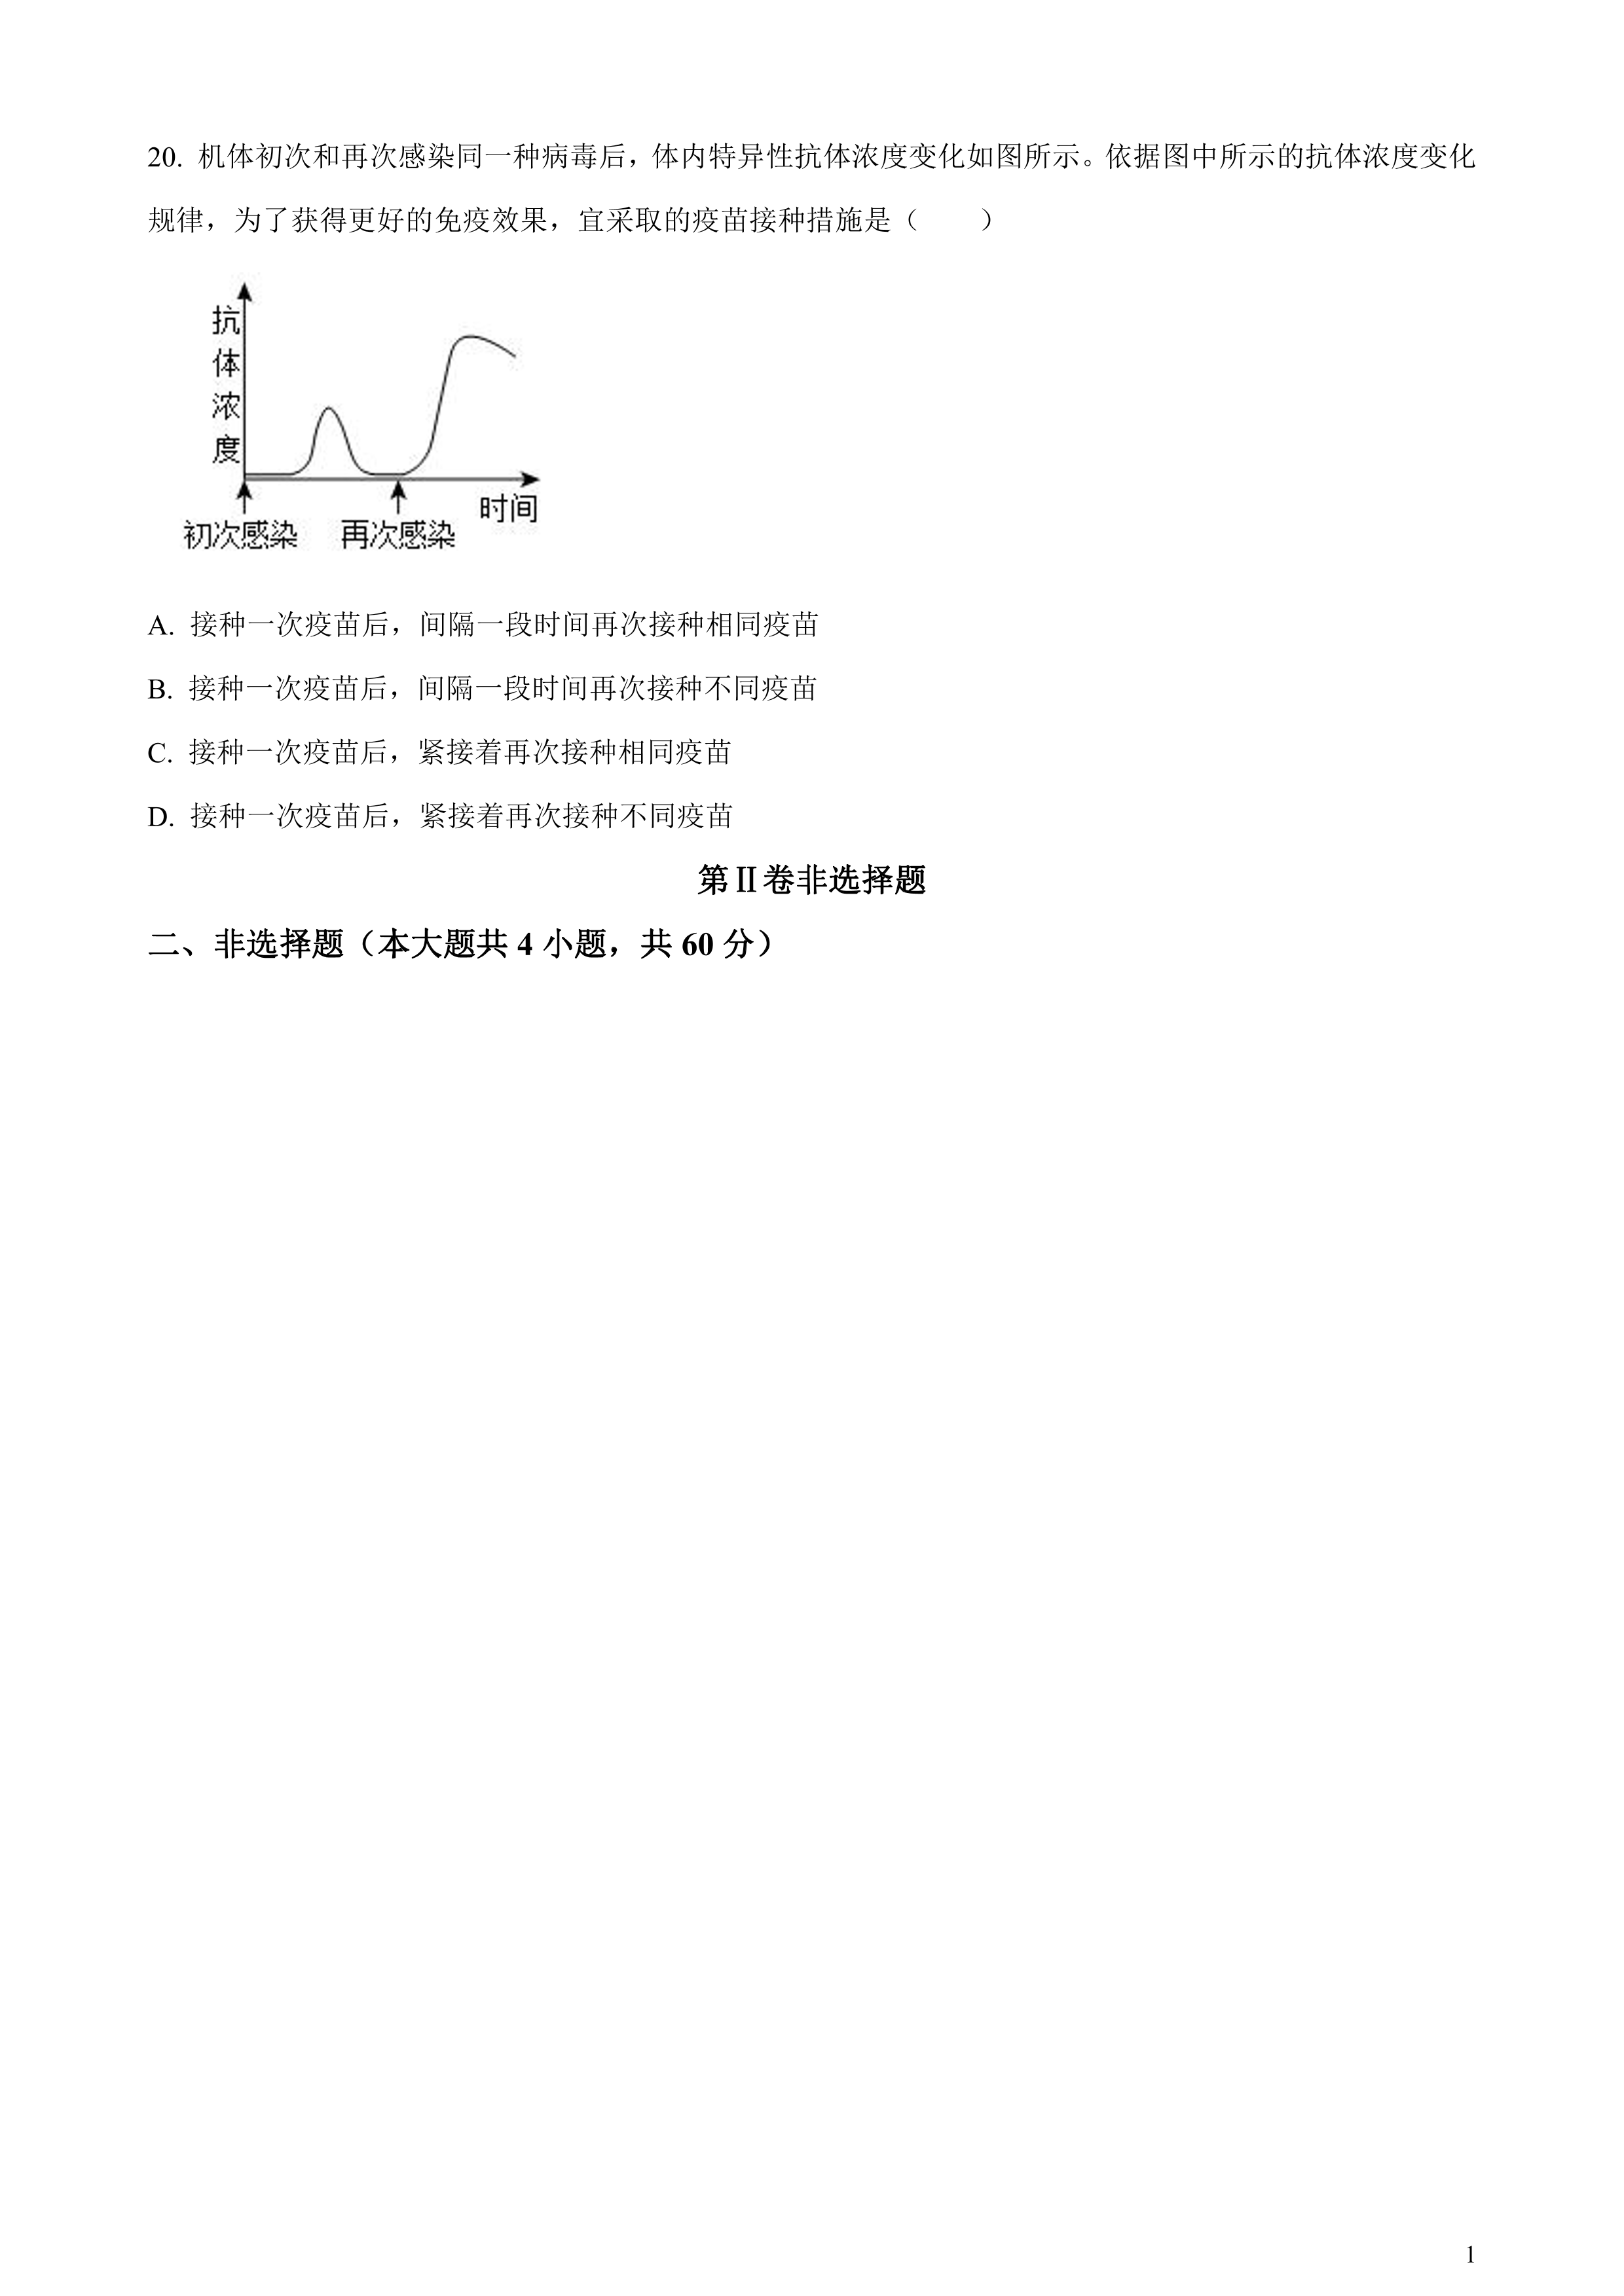 20. 机体初次和再次感染同一种病毒后，体内特异性抗体浓度变化如图所示。依据图中所示的抗体浓度变化
规律，为了获得更好的免疫效果，宜采取的疫苗接种措施是（　　）
抗体浓度
时间
初次感染 再次感染
A. 接种一次疫苗后，间隔一段时间再次接种相同疫苗
B. 接种一次疫苗后，间隔一段时间再次接种不同疫苗
C. 接种一次疫苗后，紧接着再次接种相同疫苗
D. 接种一次疫苗后，紧接着再次接种不同疫苗
第Ⅱ卷非选择题
二、非选择题（本大题共 4 小题，共 60 分）
1